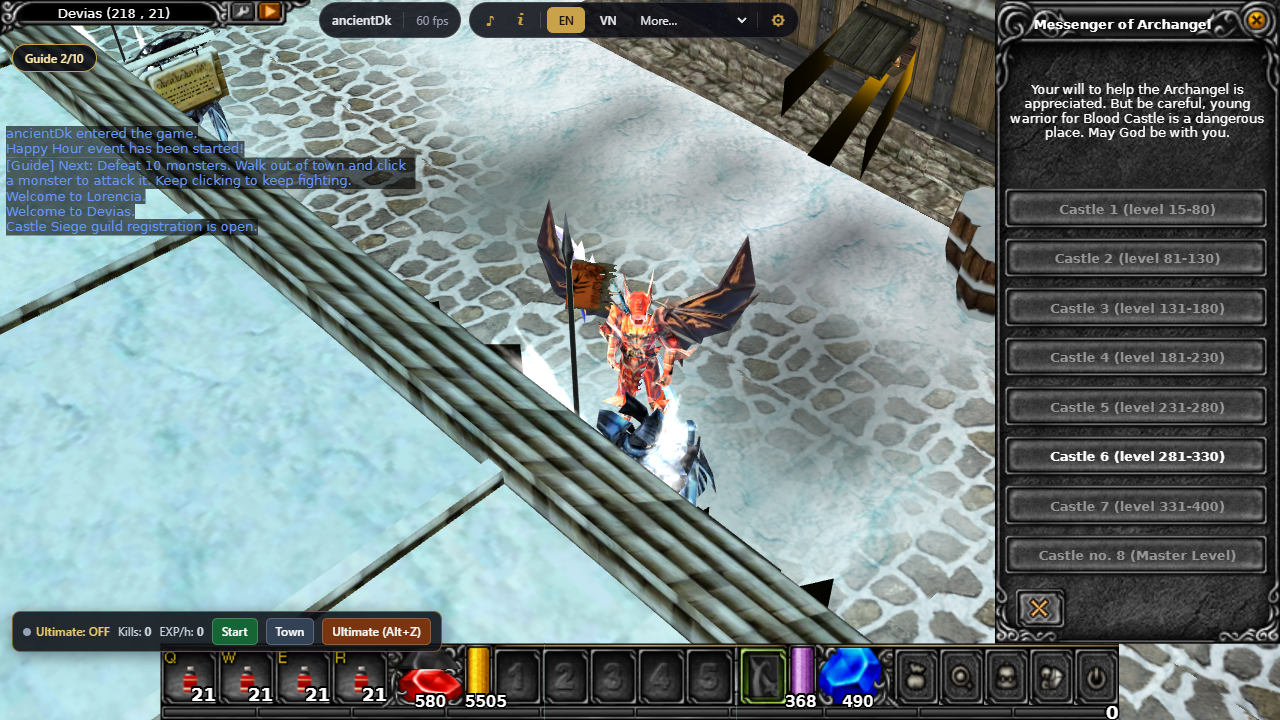 Devias (218 , 21)
ancientDk
60 fps
EN
VN
More...
Messenger of Archangel
Guide 2/10
Your will to help the Archangel is
appreciated. But be careful, young
warrior for Blood Castle is a dangerous
place. May God be with you.
ancientDk entered the game.
Happy Hour event has been started!
[Guide] Next: Defeat 10 monsters. Walk out of town and click
a monster to attack it. Keep clicking to keep fighting.
Welcome to Lorencia.
Welcome to Devias.
Castle Siege guild registration is open.
Castle 1 (level 15-80)
Castle 2 (level 81-130)
Castle 3 (level 131-180)
Castle 4 (level 181-230)
Castle 5 (level 231-280)
Castle 6 (level 281-330)
Castle 7 (level 331-400)
Castle no. 8 (Master Level)
Ultimate: OFF Kills: 0 EXP/h: 0 Start Town Ultimate (Alt+Z)
Q W E R
1 2 3 4 5
21 21 21 21 580 5505 368 490
0